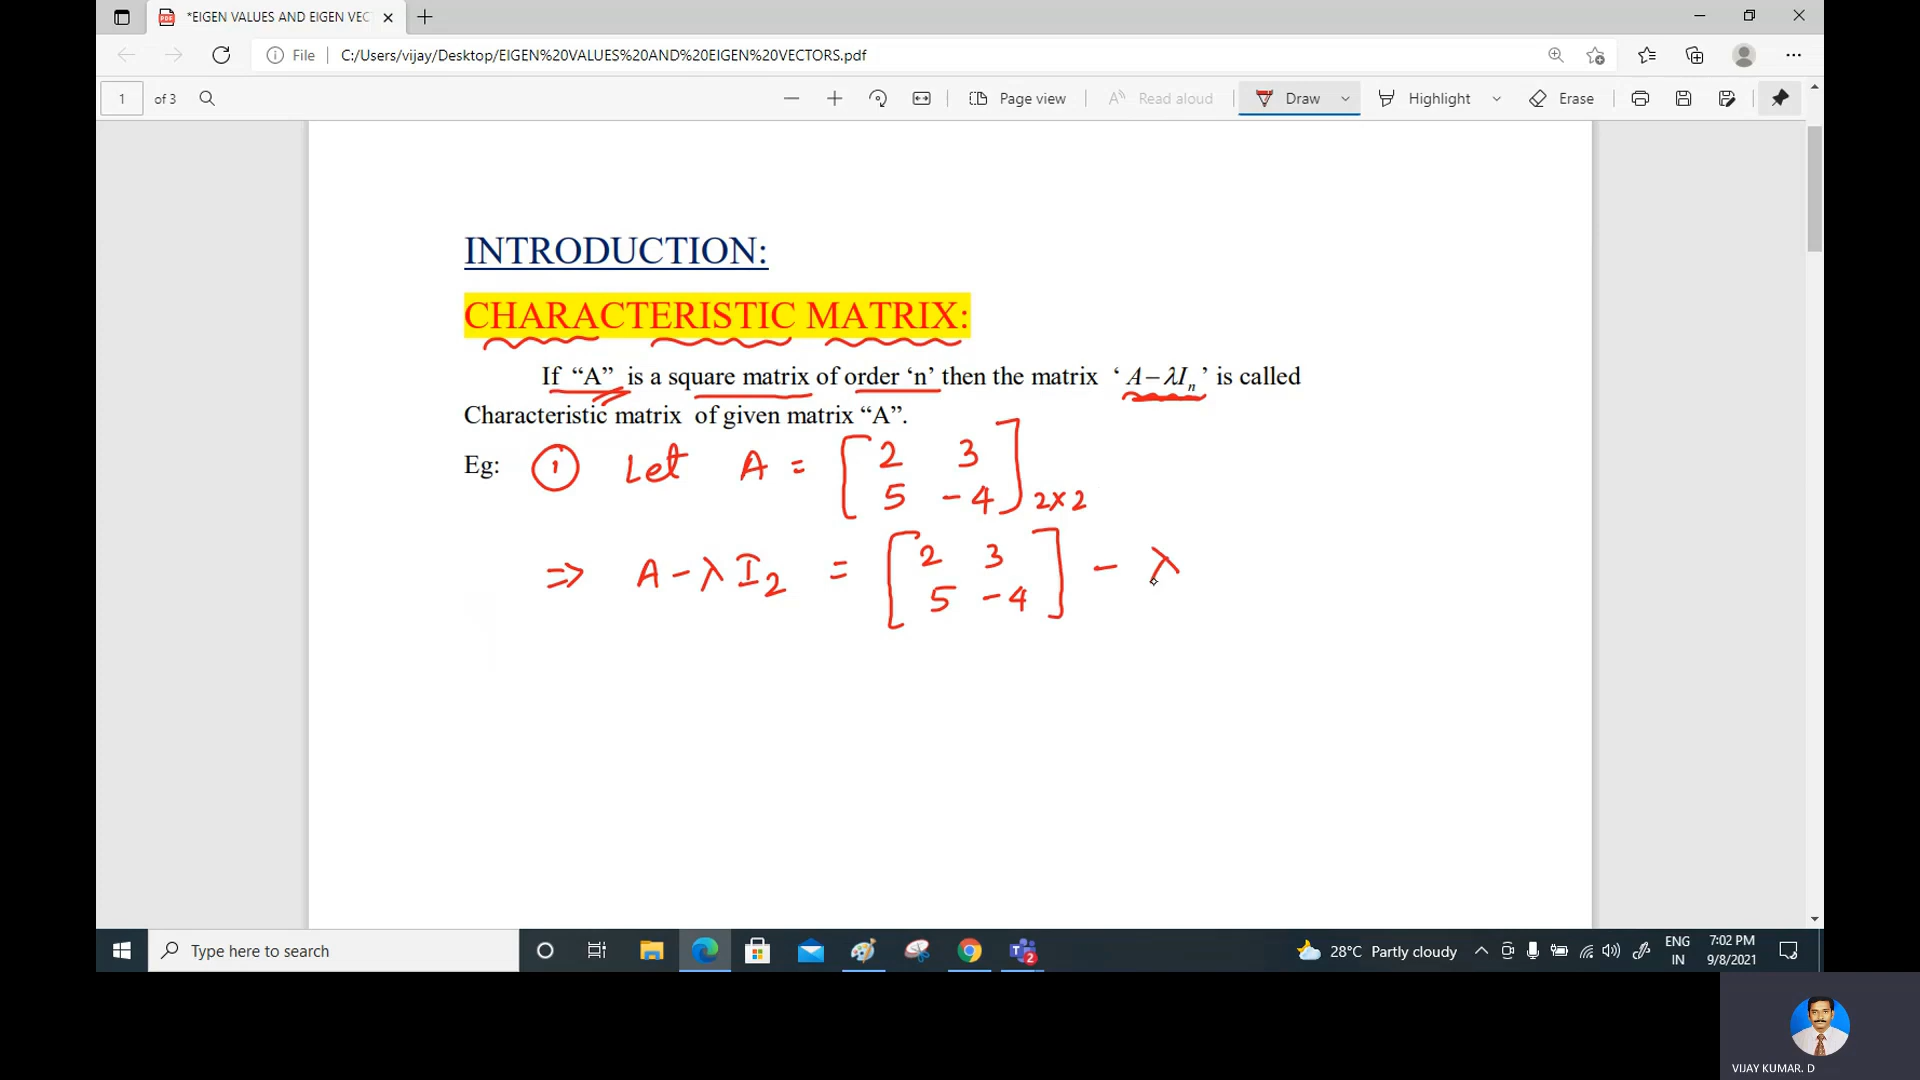 *EIGEN VALUES AND EIGEN VEC
File C:/Users/vijay/Desktop/EIGEN%20VALUES%20AND%20EIGEN%20VECTORS.pdf
1 of 3 Page view Read aloud Draw Highlight Erase
INTRODUCTION:
CHARACTERISTIC MATRIX:
If “A” is a square matrix of order ‘n’ then the matrix ‘ A − λIₙ ’ is called
Characteristic matrix of given matrix “A”.
Eg: ① Let A = [ 2 3
5 -4 ] 2×2
⇒ A - λ I₂ = [ 2 3
5 -4 ] - λ
Type here to search 28°C Partly cloudy ENG IN 7:02 PM 9/8/2021
2
VIJAY KUMAR. D